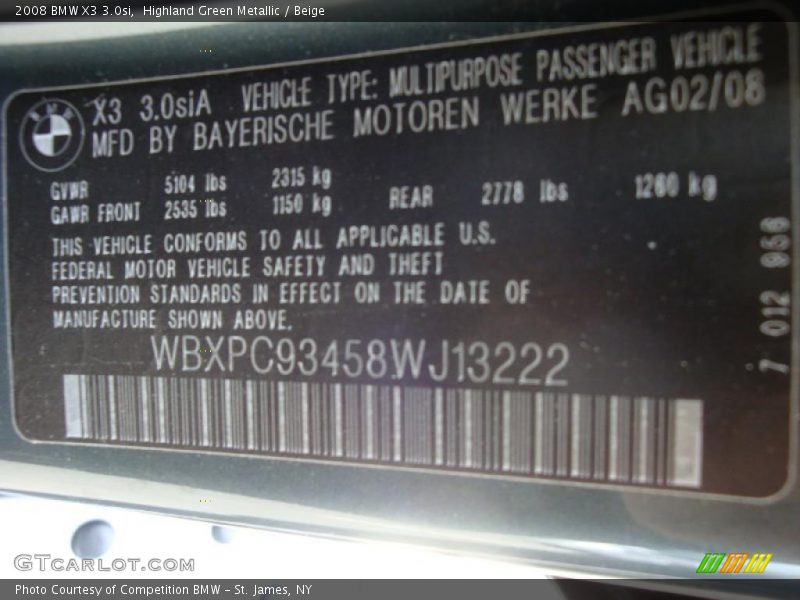 2008 BMW X3 3.0si, Highland Green Metallic / Beige
BMW
X3 3.0siA VEHICLE TYPE: MULTIPURPOSE PASSENGER VEHICLE
MFD BY BAYERISCHE MOTOREN WERKE AG02/08
GVWR 5104 lbs 2315 kg
GAWR FRONT 2535 lbs 1150 kg REAR 2778 lbs 1260 kg
THIS VEHICLE CONFORMS TO ALL APPLICABLE U.S.
FEDERAL MOTOR VEHICLE SAFETY AND THEFT
PREVENTION STANDARDS IN EFFECT ON THE DATE OF
MANUFACTURE SHOWN ABOVE.
WBXPC93458WJ13222
7 012 958
GTCARLOT.COM
Photo Courtesy of Competition BMW – St. James, NY